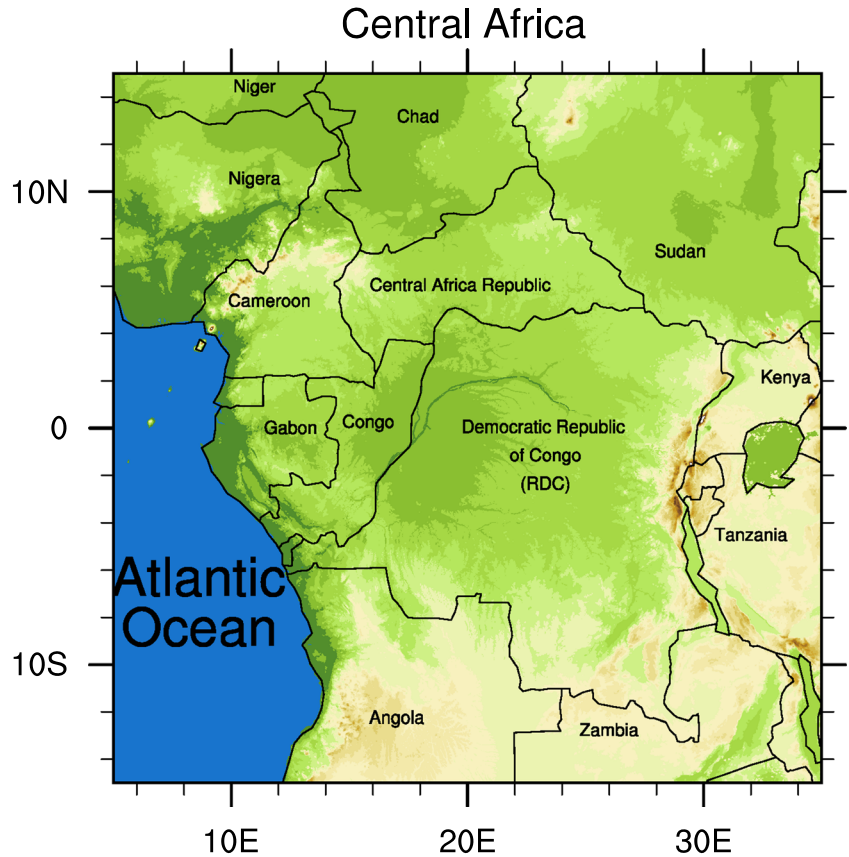 Central Africa
Niger
Chad
10N
Nigera
Sudan
Central Africa Republic
Cameroon
Kenya
0
Gabon
Congo
Democratic Republic
of Congo
(RDC)
Tanzania
Atlantic
Ocean
10S
Angola
Zambia
10E
20E
30E